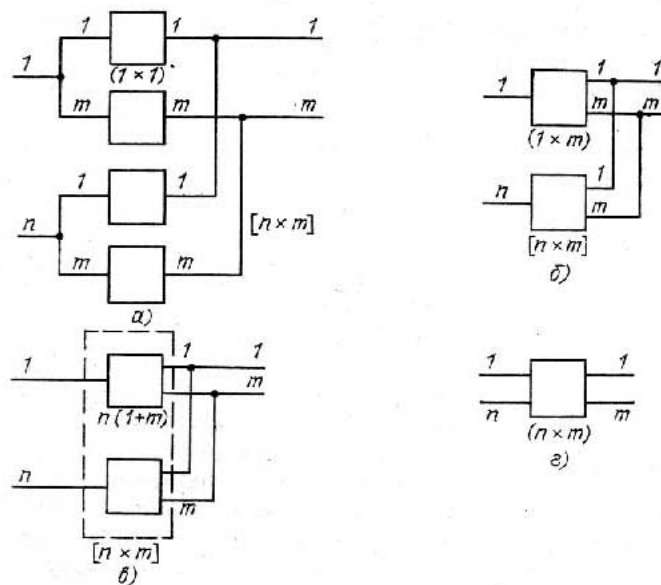 1 1 1
1
(1 × 1)
m m m
1 1
n [n × m]
m m
а)
1 1 1
m m
(1 × m)
1
n m
[n × m]
б)
1 1 1
m
n (1+m)
n m
[n × m]
в)
1 1
n m
(n × m)
г)